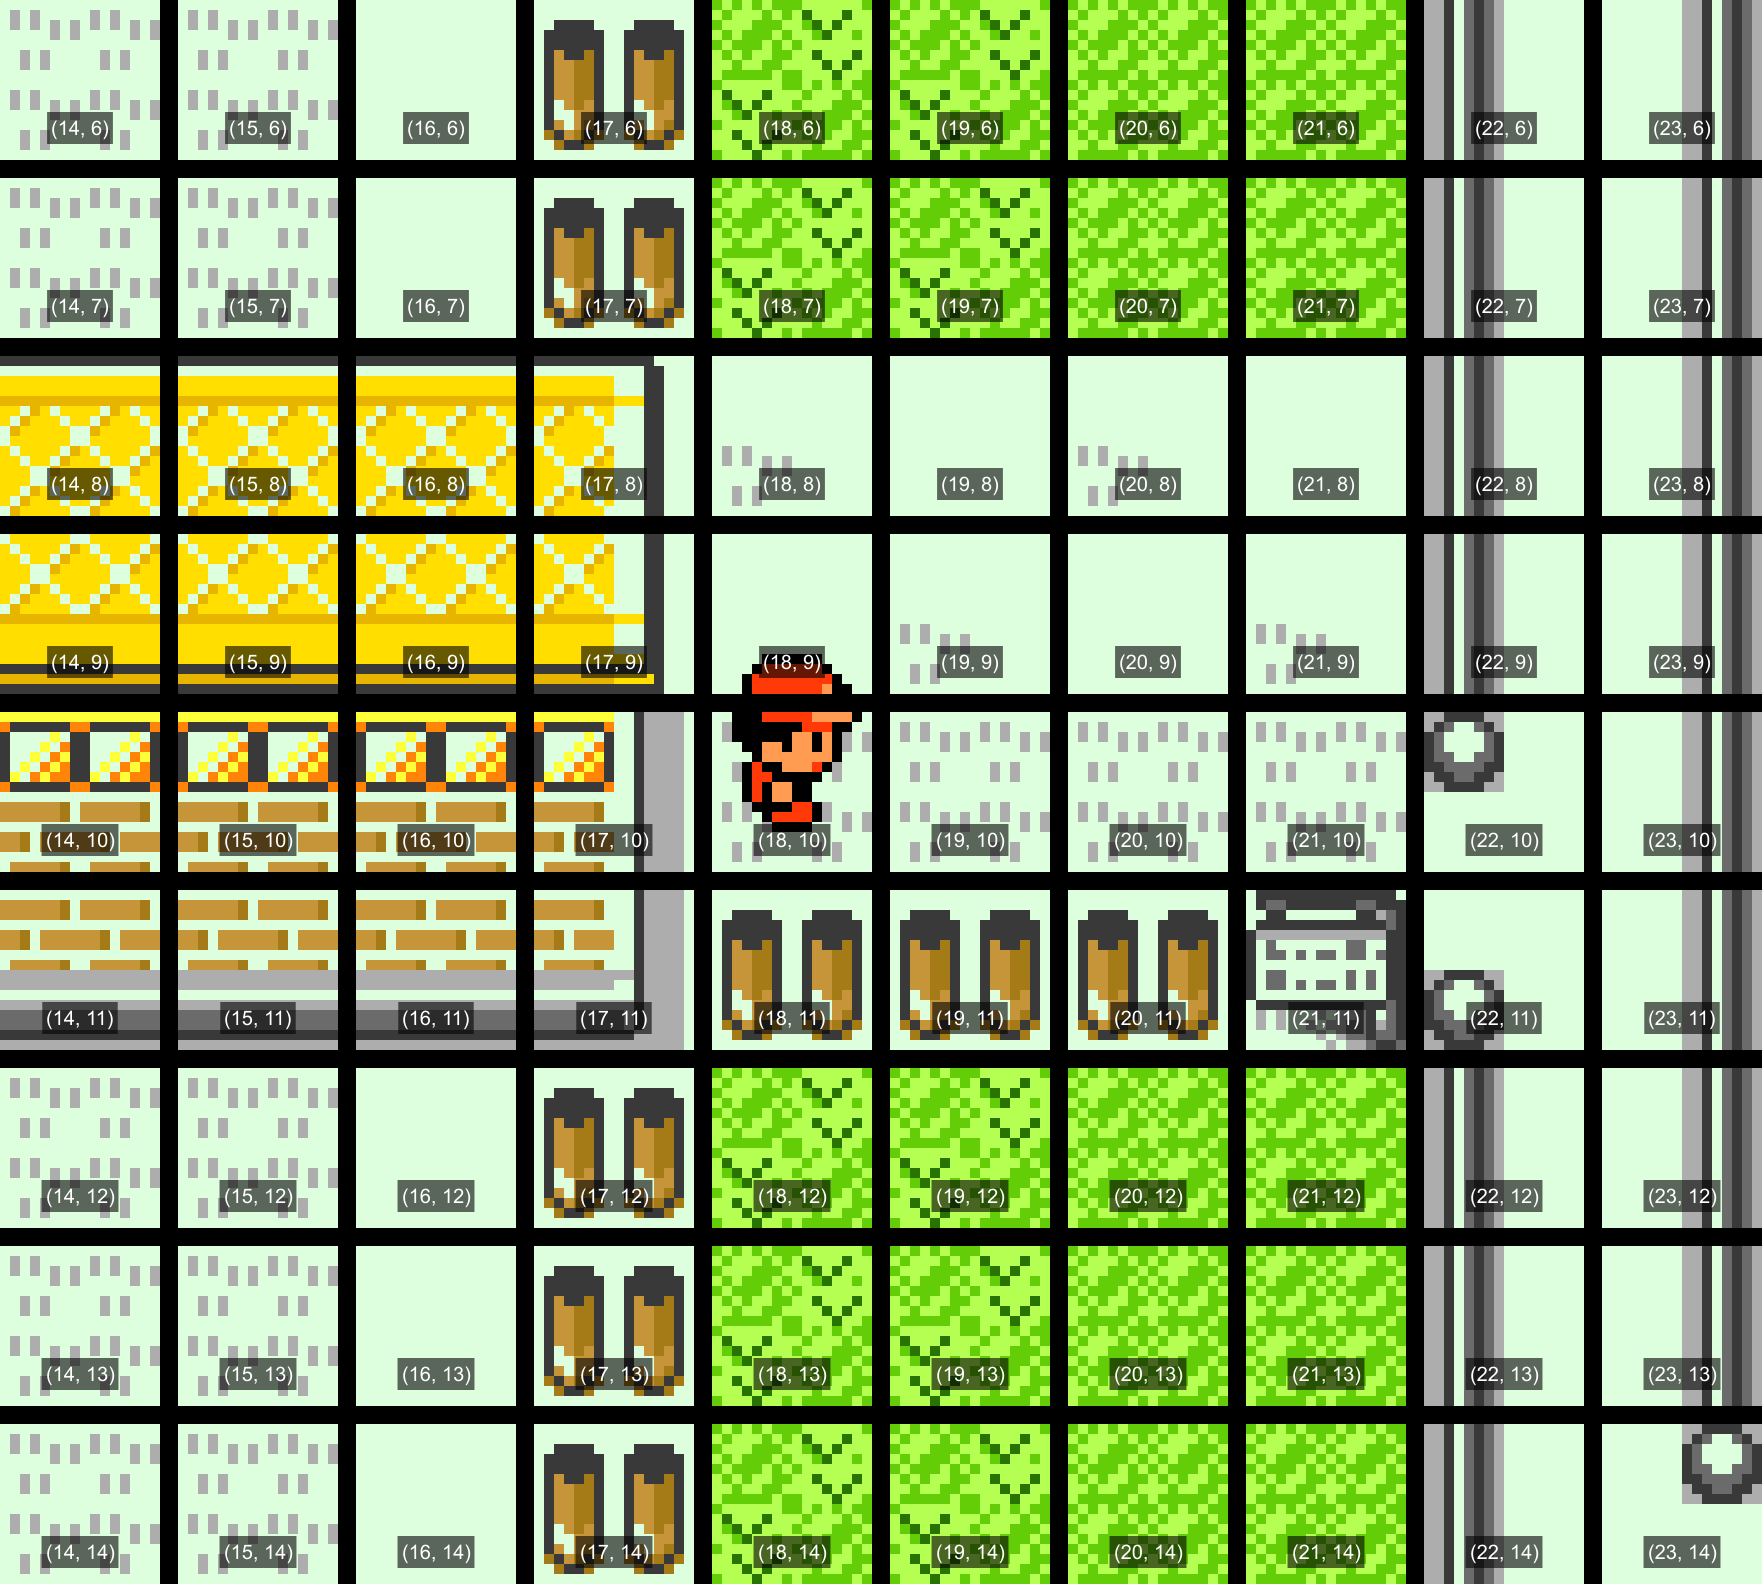 (14, 6) (15, 6) (16, 6) (17, 6) (18, 6) (19, 6) (20, 6) (21, 6) (22, 6) (23, 6)
(14, 7) (15, 7) (16, 7) (17, 7) (18, 7) (19, 7) (20, 7) (21, 7) (22, 7) (23, 7)
(14, 8) (15, 8) (16, 8) (17, 8) (18, 8) (19, 8) (20, 8) (21, 8) (22, 8) (23, 8)
(14, 9) (15, 9) (16, 9) (17, 9) (18, 9) (19, 9) (20, 9) (21, 9) (22, 9) (23, 9)
(14, 10) (15, 10) (16, 10) (17, 10) (18, 10) (19, 10) (20, 10) (21, 10) (22, 10) (23, 10)
(14, 11) (15, 11) (16, 11) (17, 11) (18, 11) (19, 11) (20, 11) (21, 11) (22, 11) (23, 11)
(14, 12) (15, 12) (16, 12) (17, 12) (18, 12) (19, 12) (20, 12) (21, 12) (22, 12) (23, 12)
(14, 13) (15, 13) (16, 13) (17, 13) (18, 13) (19, 13) (20, 13) (21, 13) (22, 13) (23, 13)
(14, 14) (15, 14) (16, 14) (17, 14) (18, 14) (19, 14) (20, 14) (21, 14) (22, 14) (23, 14)